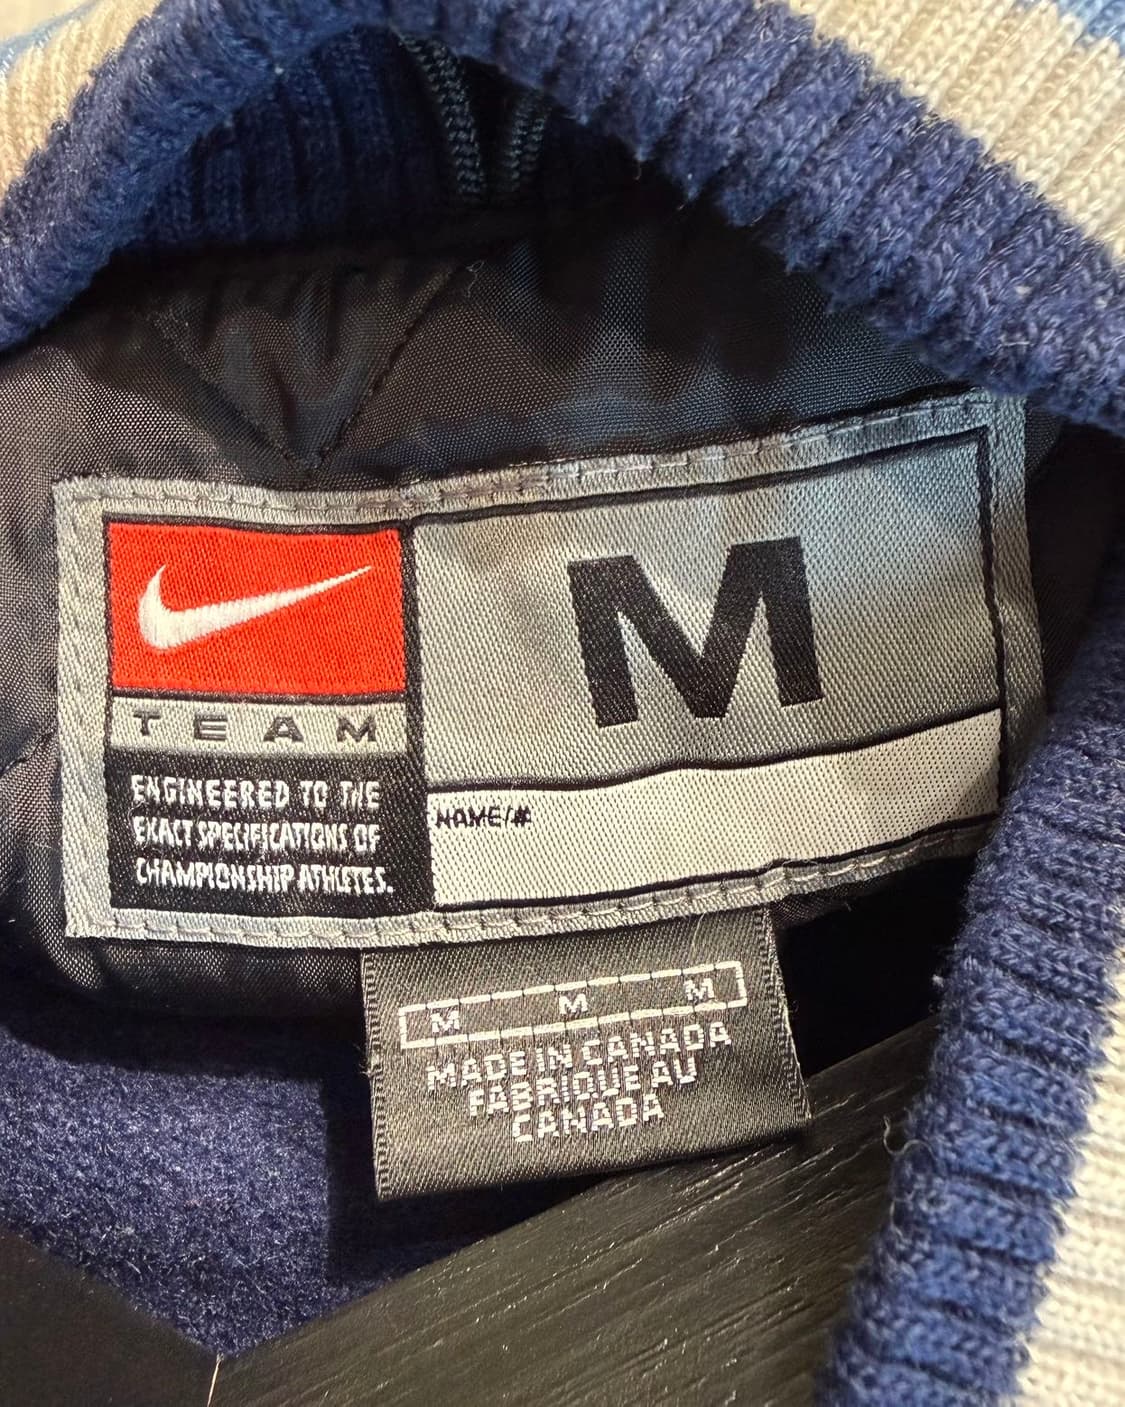 TEAM
ENGINEERED TO THE
EXACT SPECIFICATIONS OF
CHAMPIONSHIP ATHLETES.
M
NAME/#
M M M
MADE IN CANADA
FABRIQUE AU
CANADA